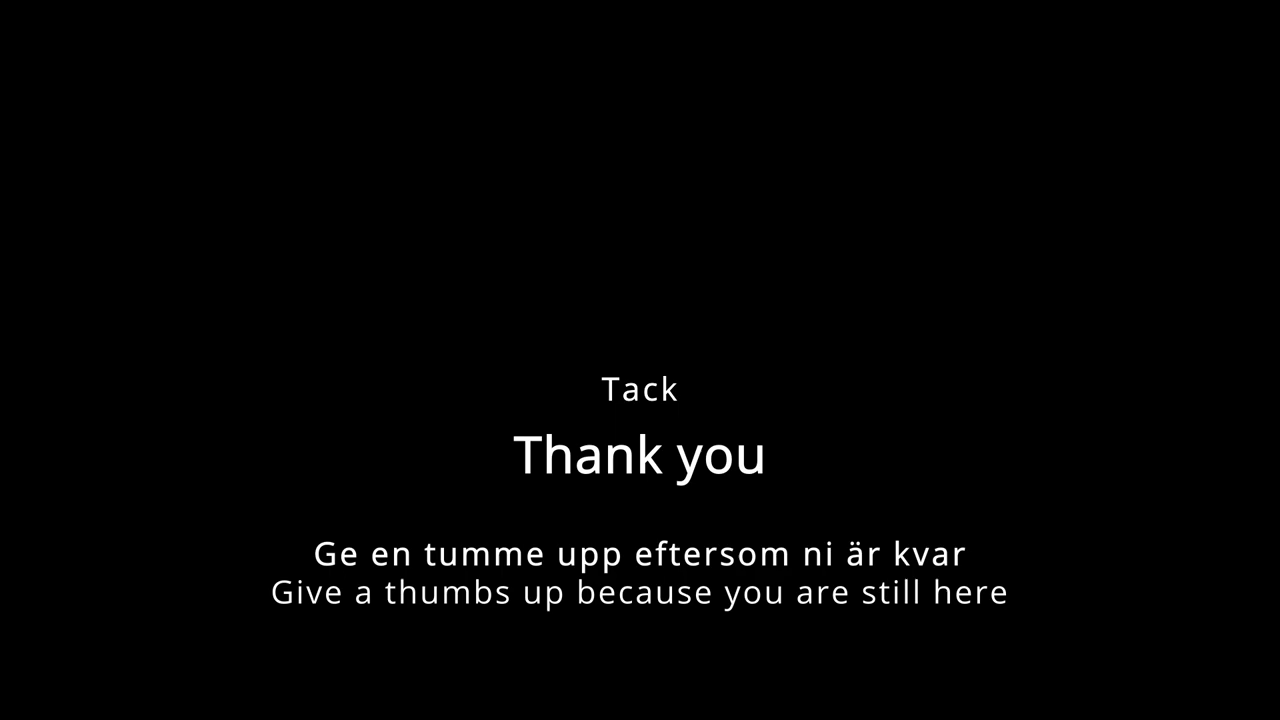 Tack
Thank you
Ge en tumme upp eftersom ni är kvar
Give a thumbs up because you are still here